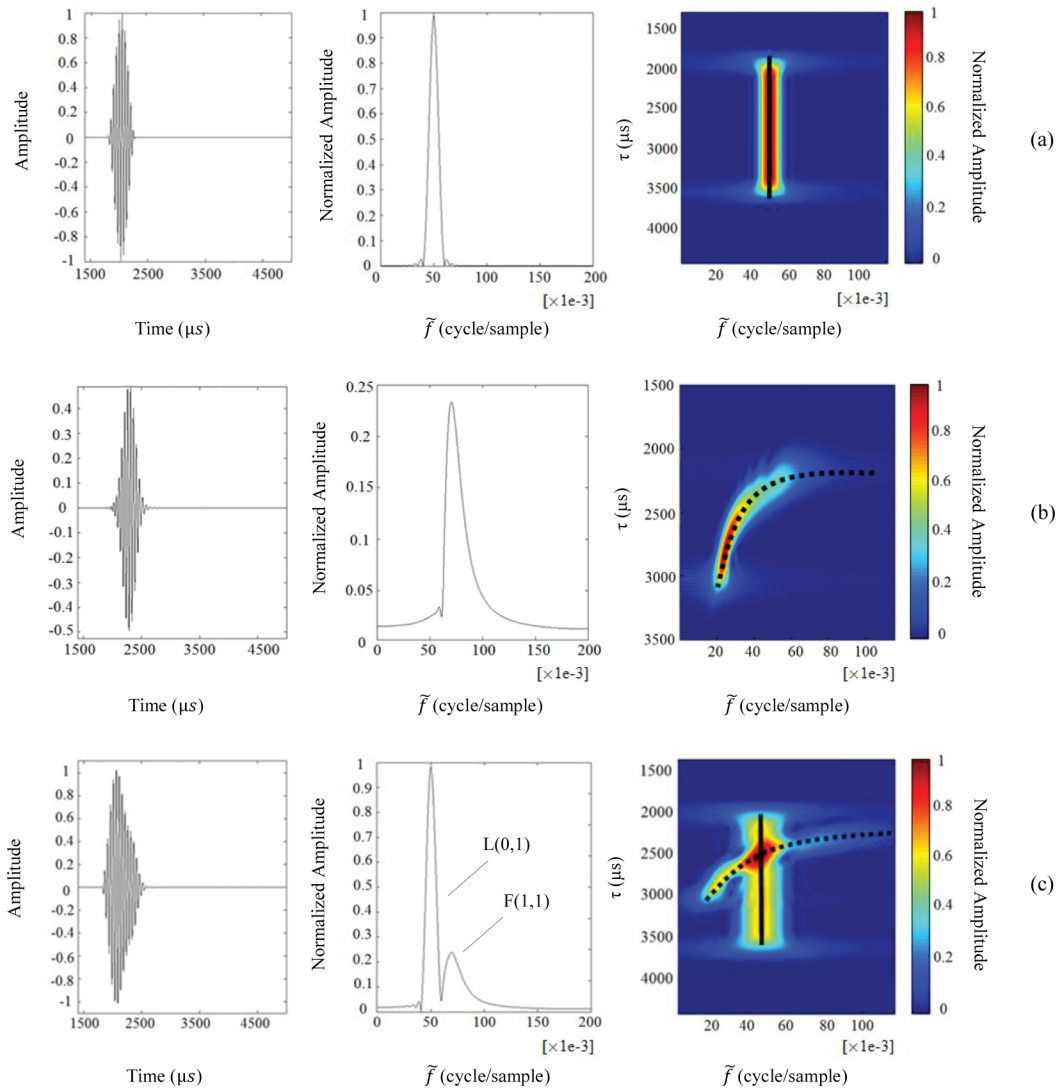 1
0.8
0.6
0.4
0.2
0
-0.2
-0.4
-0.6
-0.8
-1
1500 2500 4500
Amplitude
Time (μs)
1
0.9
0.8
0.7
0.6
0.5
0.4
0.3
0.2
0.1
0
0 50 100 150 200
[×1e-3]
Normalized Amplitude
f̃ (cycle/sample)
1500
2000
2500
3000
3500
4000
20 40 60 80 100
[×1e-3]
τ (μs)
f̃ (cycle/sample)
1
0.8
0.6
0.4
0.2
0
Normalized Amplitude
(a)
0.4
0.3
0.2
0.1
0
-0.1
-0.2
-0.3
-0.4
-0.5
1500 2500 4500
Amplitude
Time (μs)
0.25
0.2
0.15
0.1
0.05
0
0 50 100 150 200
[×1e-3]
Normalized Amplitude
f̃ (cycle/sample)
1500
2000
2500
3000
3500
20 40 60 80 100
[×1e-3]
τ (μs)
f̃ (cycle/sample)
1
0.8
0.6
0.4
0.2
0
Normalized Amplitude
(b)
1
0.8
0.6
0.4
0.2
0
-0.2
-0.4
-0.6
-0.8
-1
1500 2500 4500
Amplitude
Time (μs)
1
0.9
0.8
0.7
0.6
0.5
0.4
0.3
0.2
0.1
0
0 50 100 150 200
[×1e-3]
Normalized Amplitude
L(0,1)
F(1,1)
f̃ (cycle/sample)
1500
2000
2500
3000
3500
4000
20 40 60 80 100
[×1e-3]
τ (μs)
f̃ (cycle/sample)
1
0.8
0.6
0.4
0.2
0
Normalized Amplitude
(c)